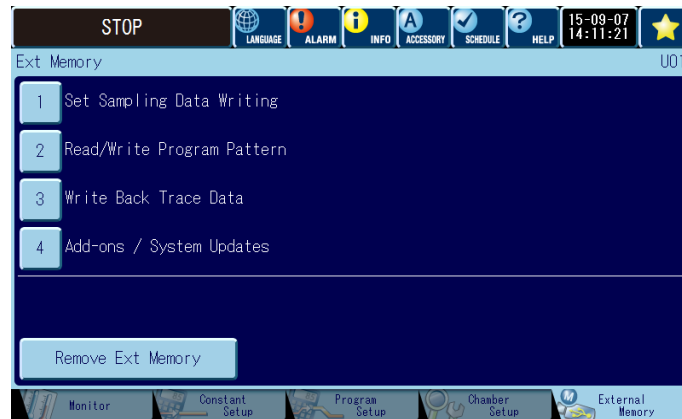 STOP
LANGUAGE
ALARM
INFO
A
ACCESSORY
SCHEDULE
?
HELP
15-09-07
14:11:21
Ext Memory
U01
1 Set Sampling Data Writing
2 Read/Write Program Pattern
3 Write Back Trace Data
4 Add-ons / System Updates
Remove Ext Memory
Monitor
Constant
Setup
Program
Setup
Chamber
Setup
External
Memory